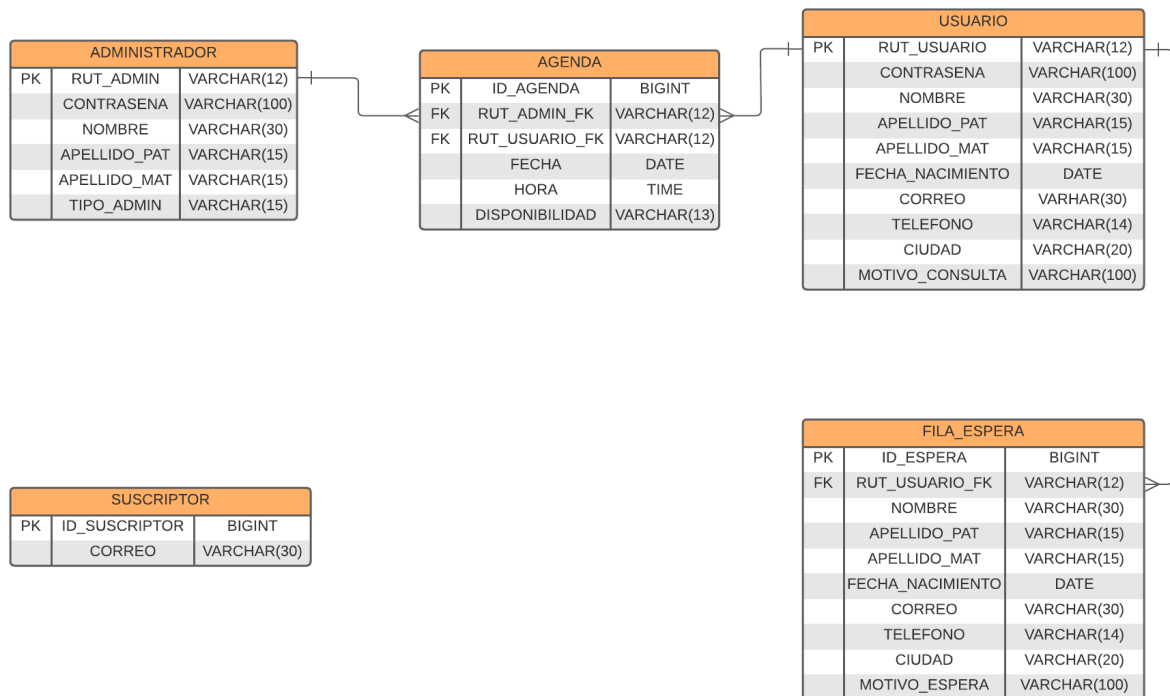 ADMINISTRADOR
PK RUT_ADMIN VARCHAR(12)
CONTRASENA VARCHAR(100)
NOMBRE VARCHAR(30)
APELLIDO_PAT VARCHAR(15)
APELLIDO_MAT VARCHAR(15)
TIPO_ADMIN VARCHAR(15)
AGENDA
PK ID_AGENDA BIGINT
FK RUT_ADMIN_FK VARCHAR(12)
FK RUT_USUARIO_FK VARCHAR(12)
FECHA DATE
HORA TIME
DISPONIBILIDAD VARCHAR(13)
USUARIO
PK RUT_USUARIO VARCHAR(12)
CONTRASENA VARCHAR(100)
NOMBRE VARCHAR(30)
APELLIDO_PAT VARCHAR(15)
APELLIDO_MAT VARCHAR(15)
FECHA_NACIMIENTO DATE
CORREO VARHAR(30)
TELEFONO VARCHAR(14)
CIUDAD VARCHAR(20)
MOTIVO_CONSULTA VARCHAR(100)
SUSCRIPTOR
PK ID_SUSCRIPTOR BIGINT
CORREO VARCHAR(30)
FILA_ESPERA
PK ID_ESPERA BIGINT
FK RUT_USUARIO_FK VARCHAR(12)
NOMBRE VARCHAR(30)
APELLIDO_PAT VARCHAR(15)
APELLIDO_MAT VARCHAR(15)
FECHA_NACIMIENTO DATE
CORREO VARCHAR(30)
TELEFONO VARCHAR(14)
CIUDAD VARCHAR(20)
MOTIVO_ESPERA VARCHAR(100)